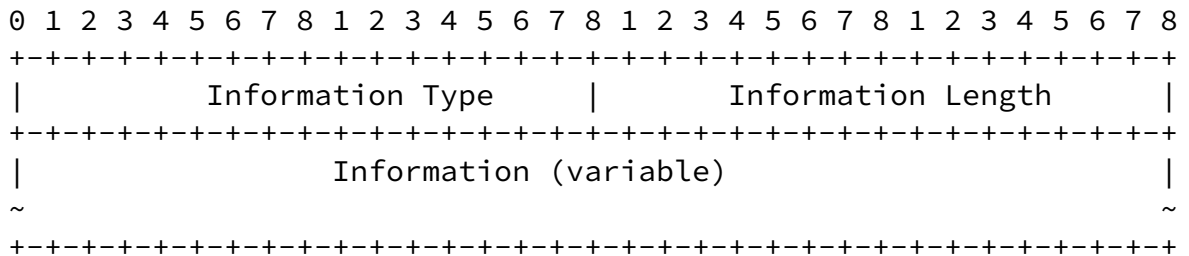 0 1 2 3 4 5 6 7 8 1 2 3 4 5 6 7 8 1 2 3 4 5 6 7 8 1 2 3 4 5 6 7 8
+-+-+-+-+-+-+-+-+-+-+-+-+-+-+-+-+-+-+-+-+-+-+-+-+-+-+-+-+-+-+-+-+
|          Information Type     |       Information Length      |
+-+-+-+-+-+-+-+-+-+-+-+-+-+-+-+-+-+-+-+-+-+-+-+-+-+-+-+-+-+-+-+-+
|                 Information (variable)                        |
~                                                               ~
+-+-+-+-+-+-+-+-+-+-+-+-+-+-+-+-+-+-+-+-+-+-+-+-+-+-+-+-+-+-+-+-+